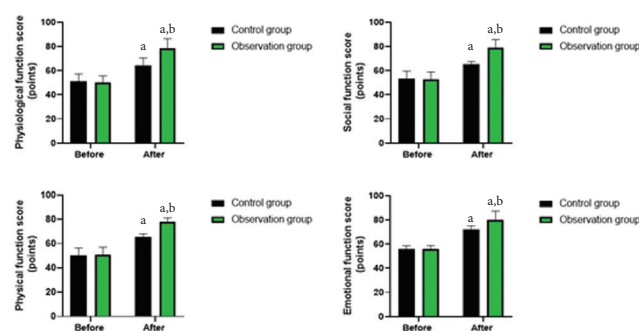 Physiological function score
(points)
100
80
60
40
20
0
Before
After
a
a,b
Control group
Observation group
Social function score
(points)
100
80
60
40
20
0
Before
After
a
a,b
Control group
Observation group
Physical function score
(points)
100
80
60
40
20
0
Before
After
a
a,b
Control group
Observation group
Emotional function score
(points)
100
80
60
40
20
0
Before
After
a
a,b
Control group
Observation group